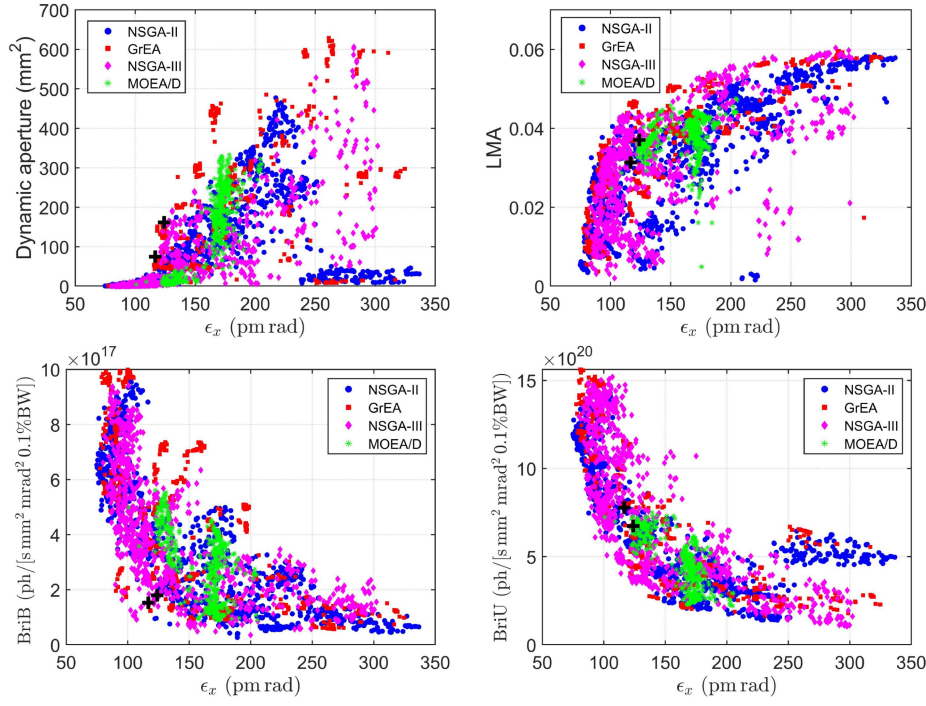 Dynamic aperture (mm²)
700
600
500
400
300
200
100
0
NSGA-II
GrEA
NSGA-III
MOEA/D
50 100 150 200 250 300 350
ϵₓ (pm rad)
LMA
0.06
0.04
0.02
0
NSGA-II
GrEA
NSGA-III
MOEA/D
50 100 150 200 250 300 350
ϵₓ (pm rad)
×10¹⁷
BriB (ph/[s mm² mrad² 0.1%BW])
10
8
6
4
2
0
NSGA-II
GrEA
NSGA-III
MOEA/D
50 100 150 200 250 300 350
ϵₓ (pm rad)
×10²⁰
BriU (ph/[s mm² mrad² 0.1%BW])
15
10
5
0
NSGA-II
GrEA
NSGA-III
MOEA/D
50 100 150 200 250 300 350
ϵₓ (pm rad)